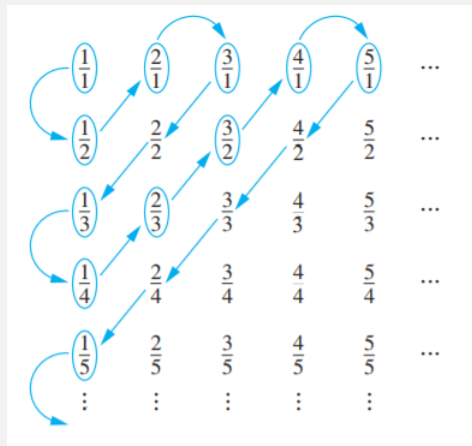 1/1 2/1 3/1 4/1 5/1 ...
1/2 2/2 3/2 4/2 5/2 ...
1/3 2/3 3/3 4/3 5/3 ...
1/4 2/4 3/4 4/4 5/4 ...
1/5 2/5 3/5 4/5 5/5 ...
⋮ ⋮ ⋮ ⋮ ⋮